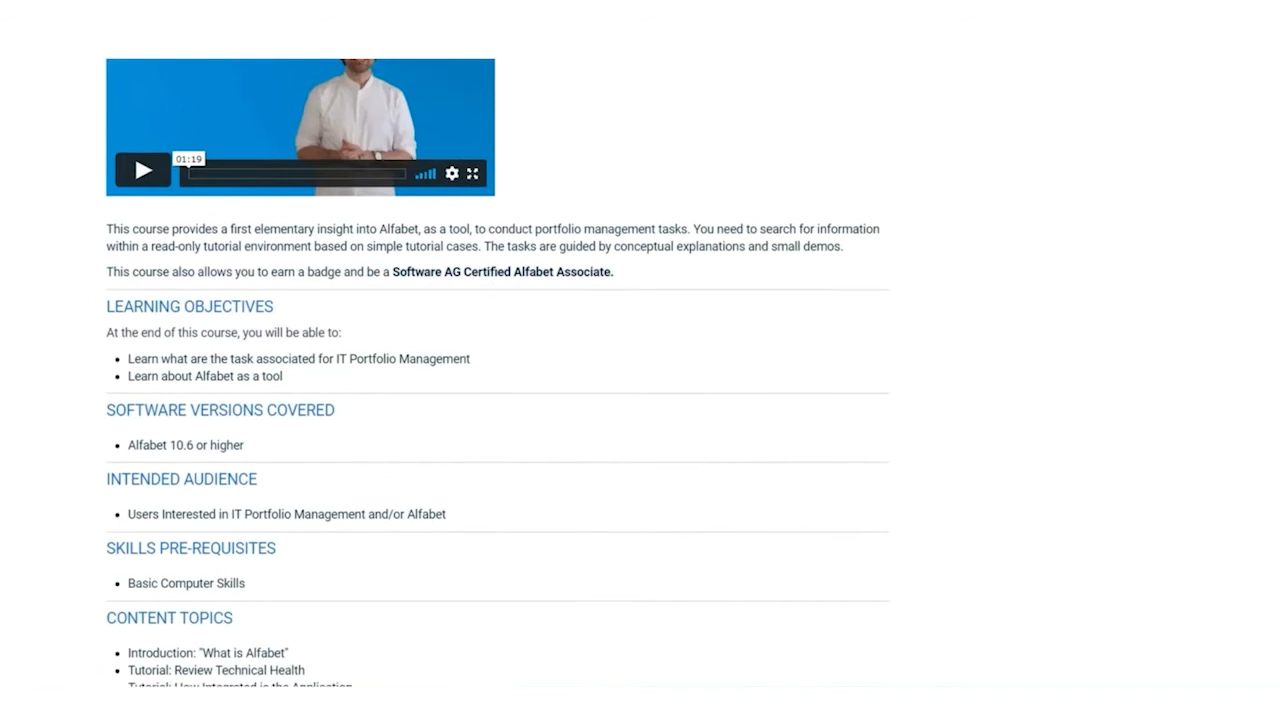 01:19
This course provides a first elementary insight into Alfabet, as a tool, to conduct portfolio management tasks. You need to search for information
within a read-only tutorial environment based on simple tutorial cases. The tasks are guided by conceptual explanations and small demos.
This course also allows you to earn a badge and be a Software AG Certified Alfabet Associate.
LEARNING OBJECTIVES
At the end of this course, you will be able to:
• Learn what are the task associated for IT Portfolio Management
• Learn about Alfabet as a tool
SOFTWARE VERSIONS COVERED
• Alfabet 10.6 or higher
INTENDED AUDIENCE
• Users Interested in IT Portfolio Management and/or Alfabet
SKILLS PRE-REQUISITES
• Basic Computer Skills
CONTENT TOPICS
• Introduction: "What is Alfabet"
• Tutorial: Review Technical Health
Tutorial: How Integrated is the Application